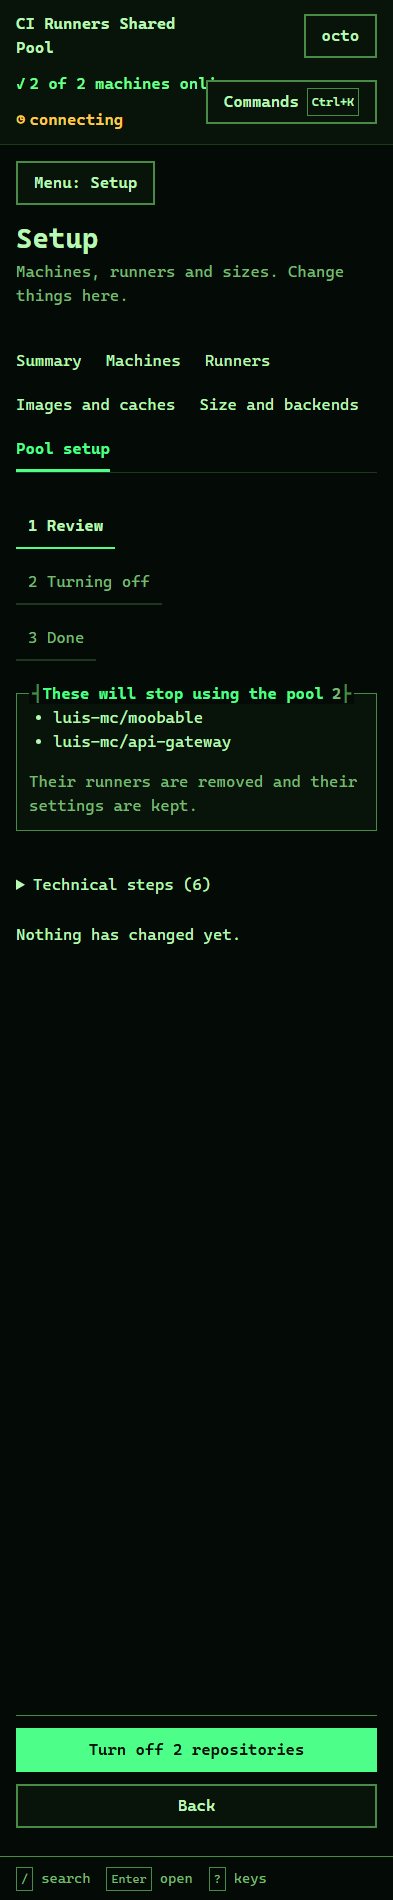 CI Runners Shared
Pool
octo
√ 2 of 2 machines
Commands Ctrl+K
connecting
Menu: Setup
Setup
Machines, runners and sizes. Change
things here.
Summary Machines Runners
Images and caches Size and backends
Pool setup
1 Review
2 Turning off
3 Done
These will stop using the pool 2
• luis-mc/moobable
• luis-mc/api-gateway
Their runners are removed and their
settings are kept.
▶ Technical steps (6)
Nothing has changed yet.
Turn off 2 repositories
Back
/ search Enter open ? keys